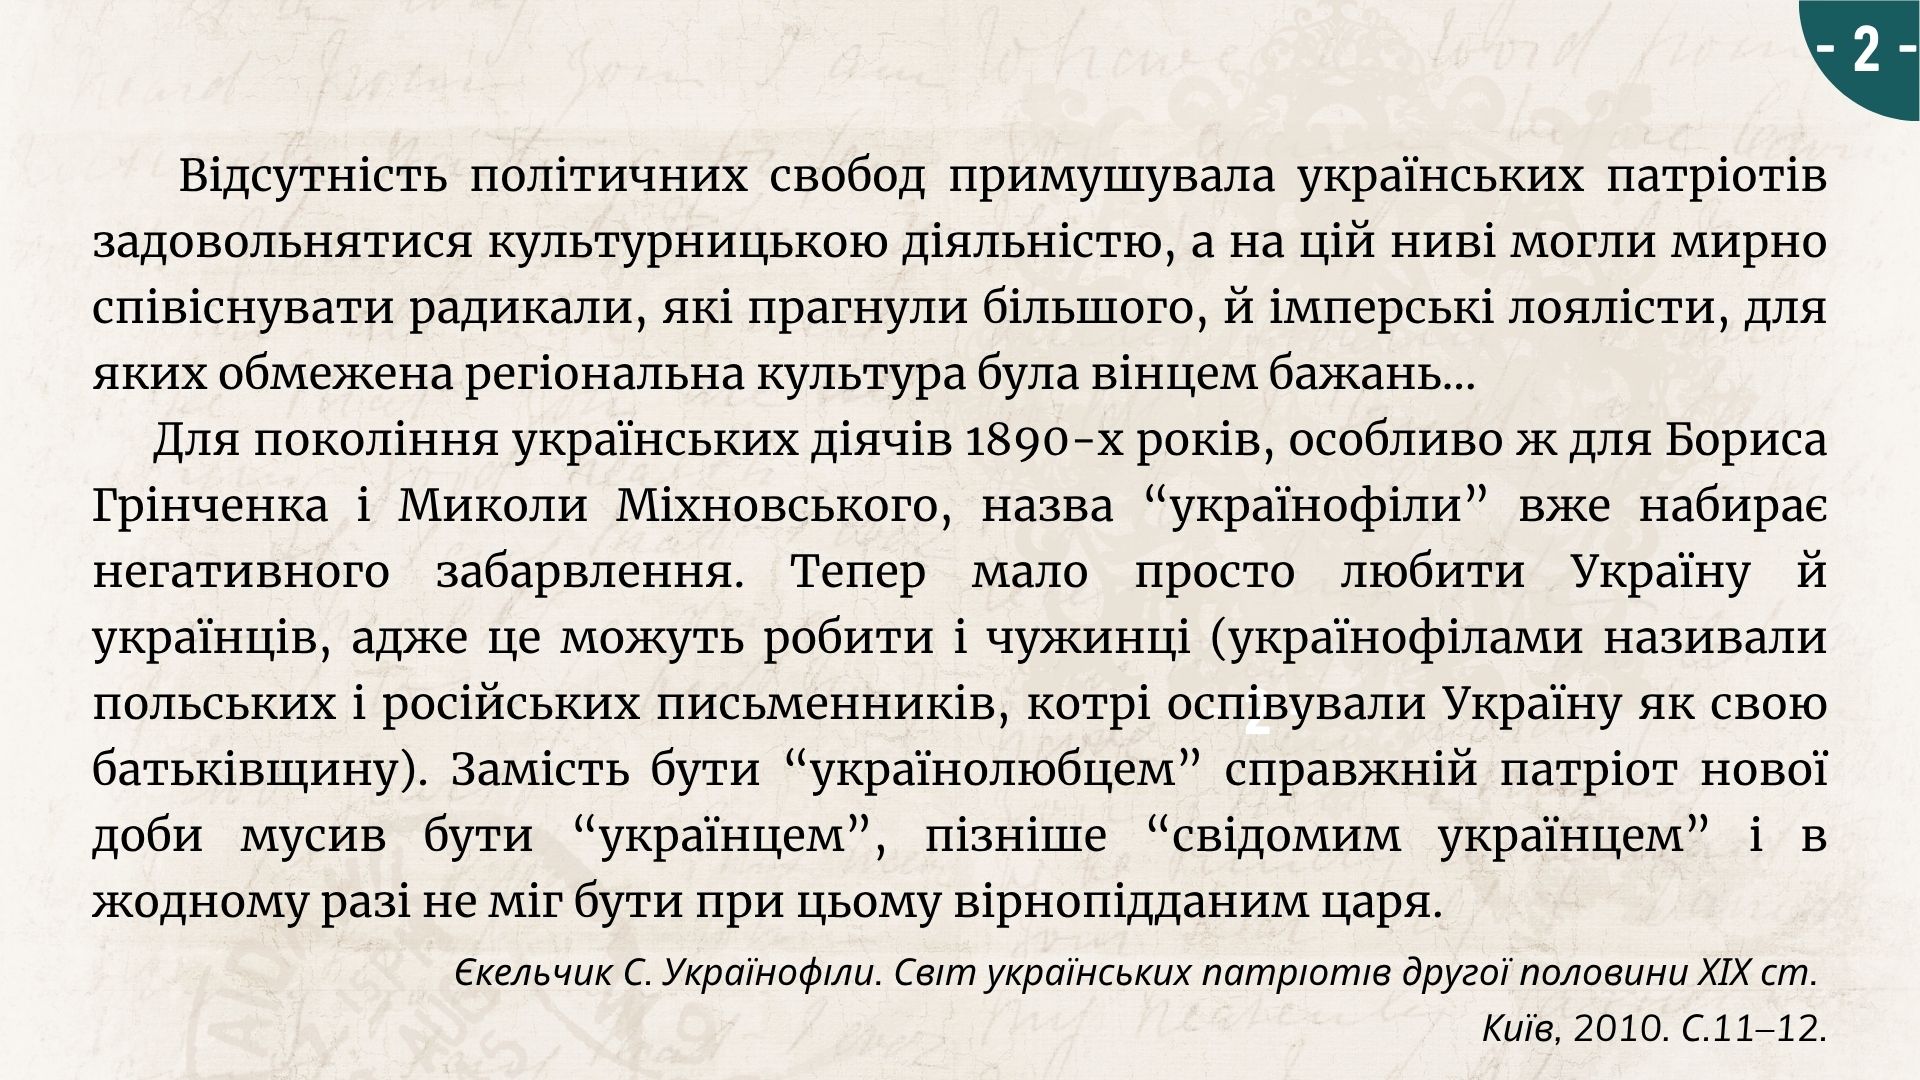 - 2 -
Відсутність політичних свобод примушувала українських патріотів
задовольнятися культурницькою діяльністю, а на цій ниві могли мирно
співіснувати радикали, які прагнули більшого, й імперські лоялісти, для
яких обмежена регіональна культура була вінцем бажань...
Для покоління українських діячів 1890-х років, особливо ж для Бориса
Грінченка і Миколи Міхновського, назва “українофіли” вже набирає
негативного забарвлення. Тепер мало просто любити Україну й
українців, адже це можуть робити і чужинці (українофілами називали
польських і російських письменників, котрі оспівували Україну як свою
батьківщину). Замість бути “українолюбцем” справжній патріот нової
доби мусив бути “українцем”, пізніше “свідомим українцем” і в
жодному разі не міг бути при цьому вірнопідданим царя.
Єкельчик С. Українофіли. Світ українських патріотів другої половини XIX ст.
Київ, 2010. С.11–12.